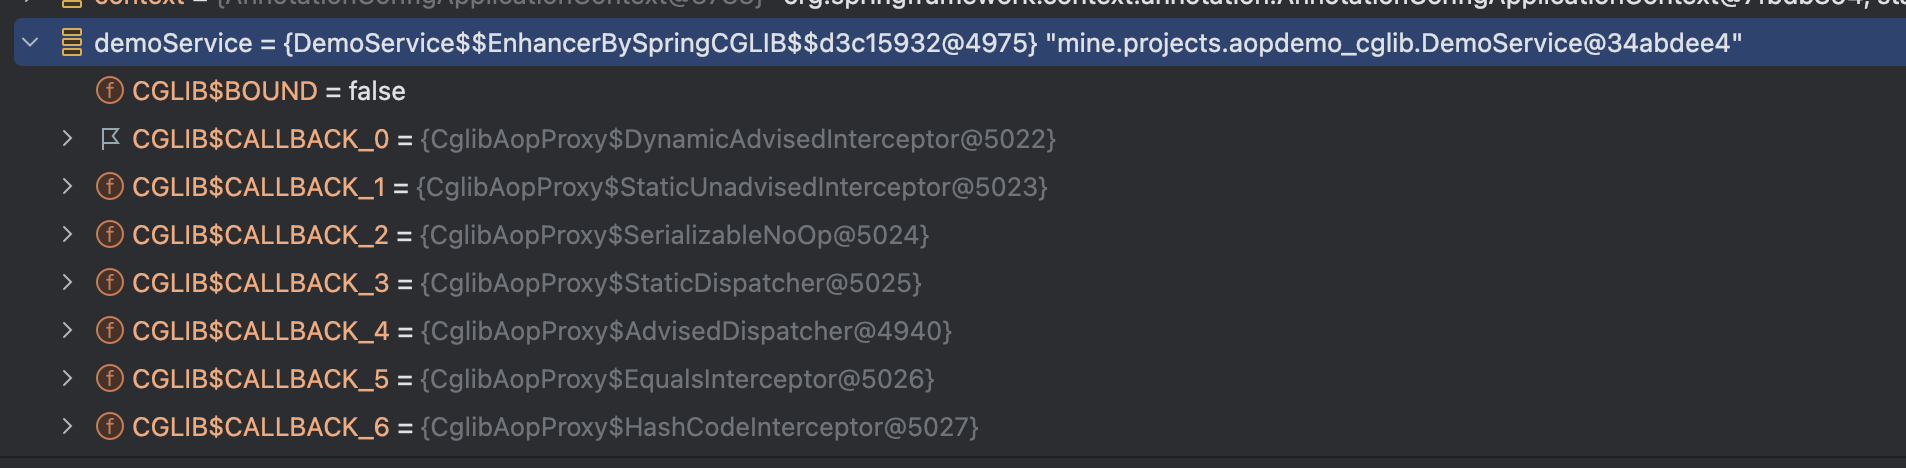 demoService = {DemoService$$EnhancerBySpringCGLIB$$d3c15932@4975} "mine.projects.aopdemo_cglib.DemoService@34abdee4"
f CGLIB$BOUND = false
CGLIB$CALLBACK_0 = {CglibAopProxy$DynamicAdvisedInterceptor@5022}
f CGLIB$CALLBACK_1 = {CglibAopProxy$StaticUnadvisedInterceptor@5023}
f CGLIB$CALLBACK_2 = {CglibAopProxy$SerializableNoOp@5024}
f CGLIB$CALLBACK_3 = {CglibAopProxy$StaticDispatcher@5025}
f CGLIB$CALLBACK_4 = {CglibAopProxy$AdvisedDispatcher@4940}
f CGLIB$CALLBACK_5 = {CglibAopProxy$EqualsInterceptor@5026}
f CGLIB$CALLBACK_6 = {CglibAopProxy$HashCodeInterceptor@5027}